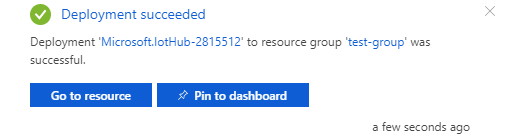 Deployment succeeded
Deployment 'Microsoft.IotHub-2815512' to resource group 'test-group' was
successful.
Go to resource Pin to dashboard
a few seconds ago